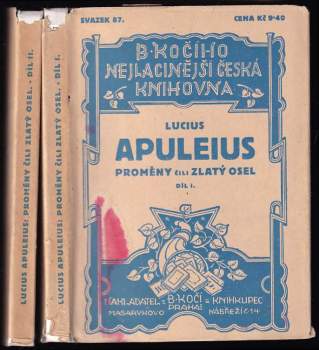 LUCIUS APULEIUS: PROMĚNY ČILI ZLATÝ OSEL. - DÍL II.
LUCIUS APULEIUS: PROMĚNY ČILI ZLATÝ OSEL. - DÍL I.
SVAZEK 87.
CENA Kč 9·40
B·KOČÍHO
NEJLACINĚJŠÍ ČESKÁ
KNIHOVNA
LUCIUS
APULEIUS
PROMĚNY ČILI ZLATÝ OSEL
DÍL I.
NAKLADATEL = B·KOČÍ = KNIHKUPEC
PRAHA I
MASARYKOVO NÁBŘEŽÍ Č·14